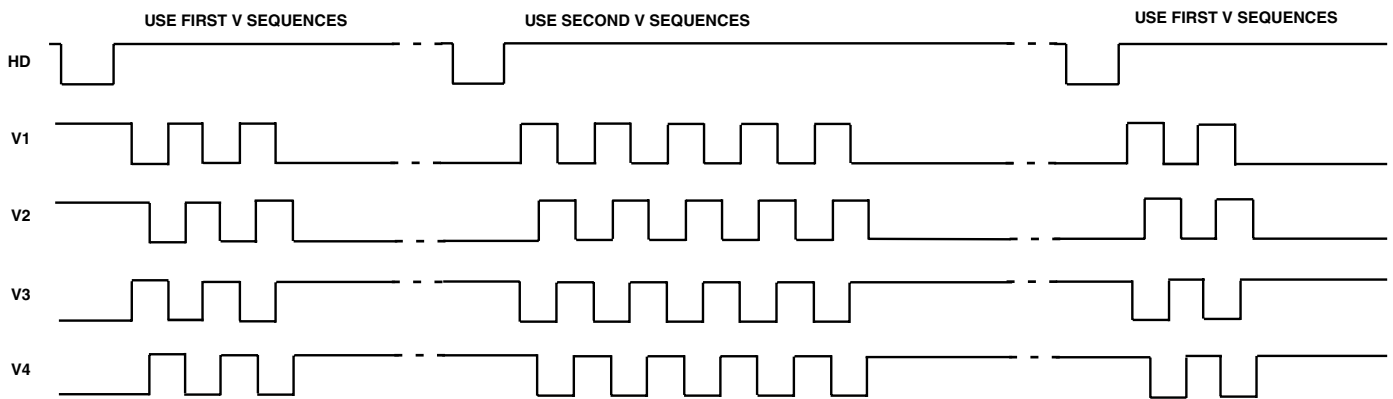 USE FIRST V SEQUENCES
USE SECOND V SEQUENCES
USE FIRST V SEQUENCES
HD
V1
V2
V3
V4